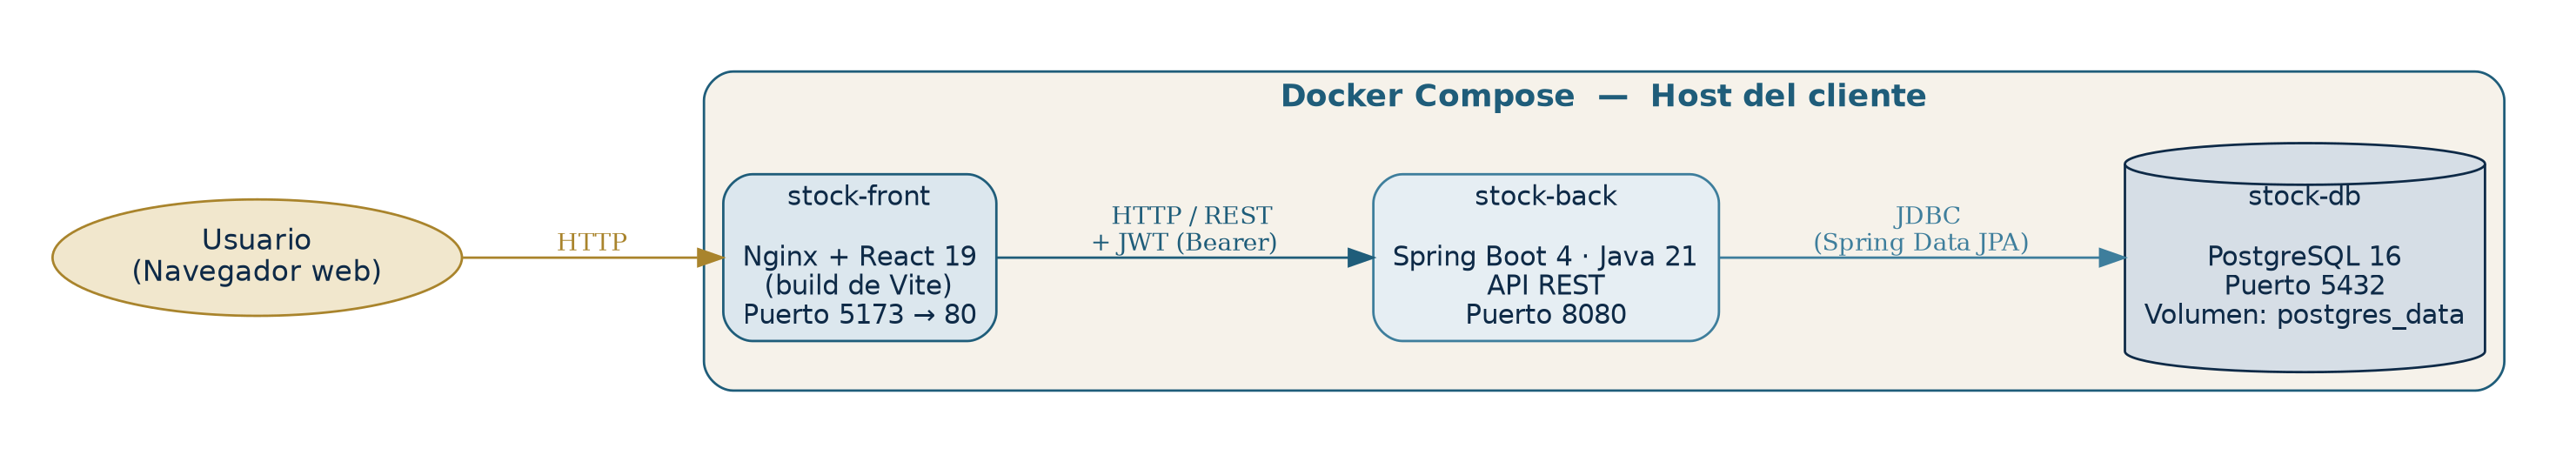 Docker Compose — Host del cliente
Usuario
(Navegador web)
HTTP
stock-front
Nginx + React 19
(build de Vite)
Puerto 5173 → 80
HTTP / REST
+ JWT (Bearer)
stock-back
Spring Boot 4 · Java 21
API REST
Puerto 8080
JDBC
(Spring Data JPA)
stock-db
PostgreSQL 16
Puerto 5432
Volumen: postgres_data